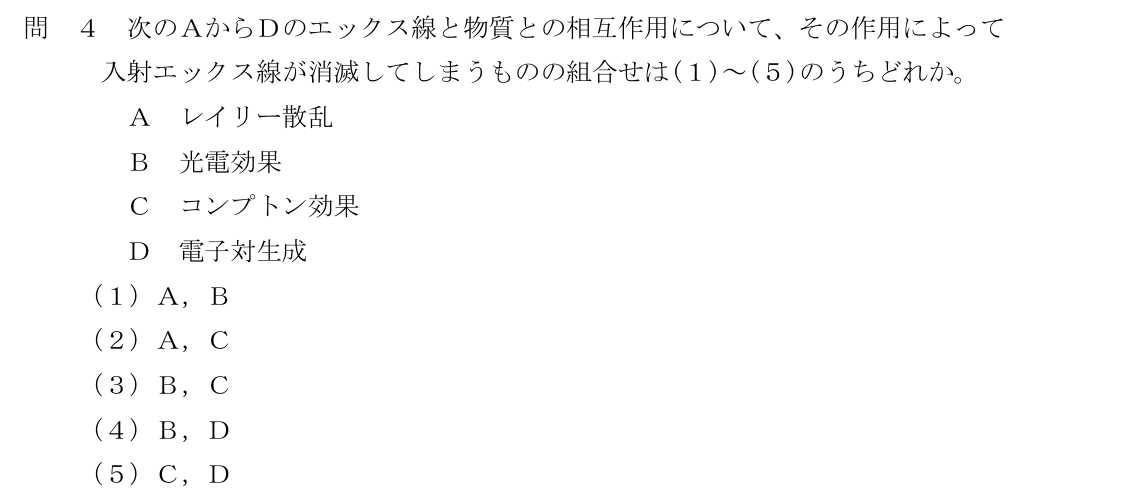 問　４　次のＡからＤのエックス線と物質との相互作用について、その作用によって
入射エックス線が消滅してしまうものの組合せは(１)～(５)のうちどれか。
Ａ　レイリー散乱
Ｂ　光電効果
Ｃ　コンプトン効果
Ｄ　電子対生成
(１) Ａ，Ｂ
(２) Ａ，Ｃ
(３) Ｂ，Ｃ
(４) Ｂ，Ｄ
(５) Ｃ，Ｄ